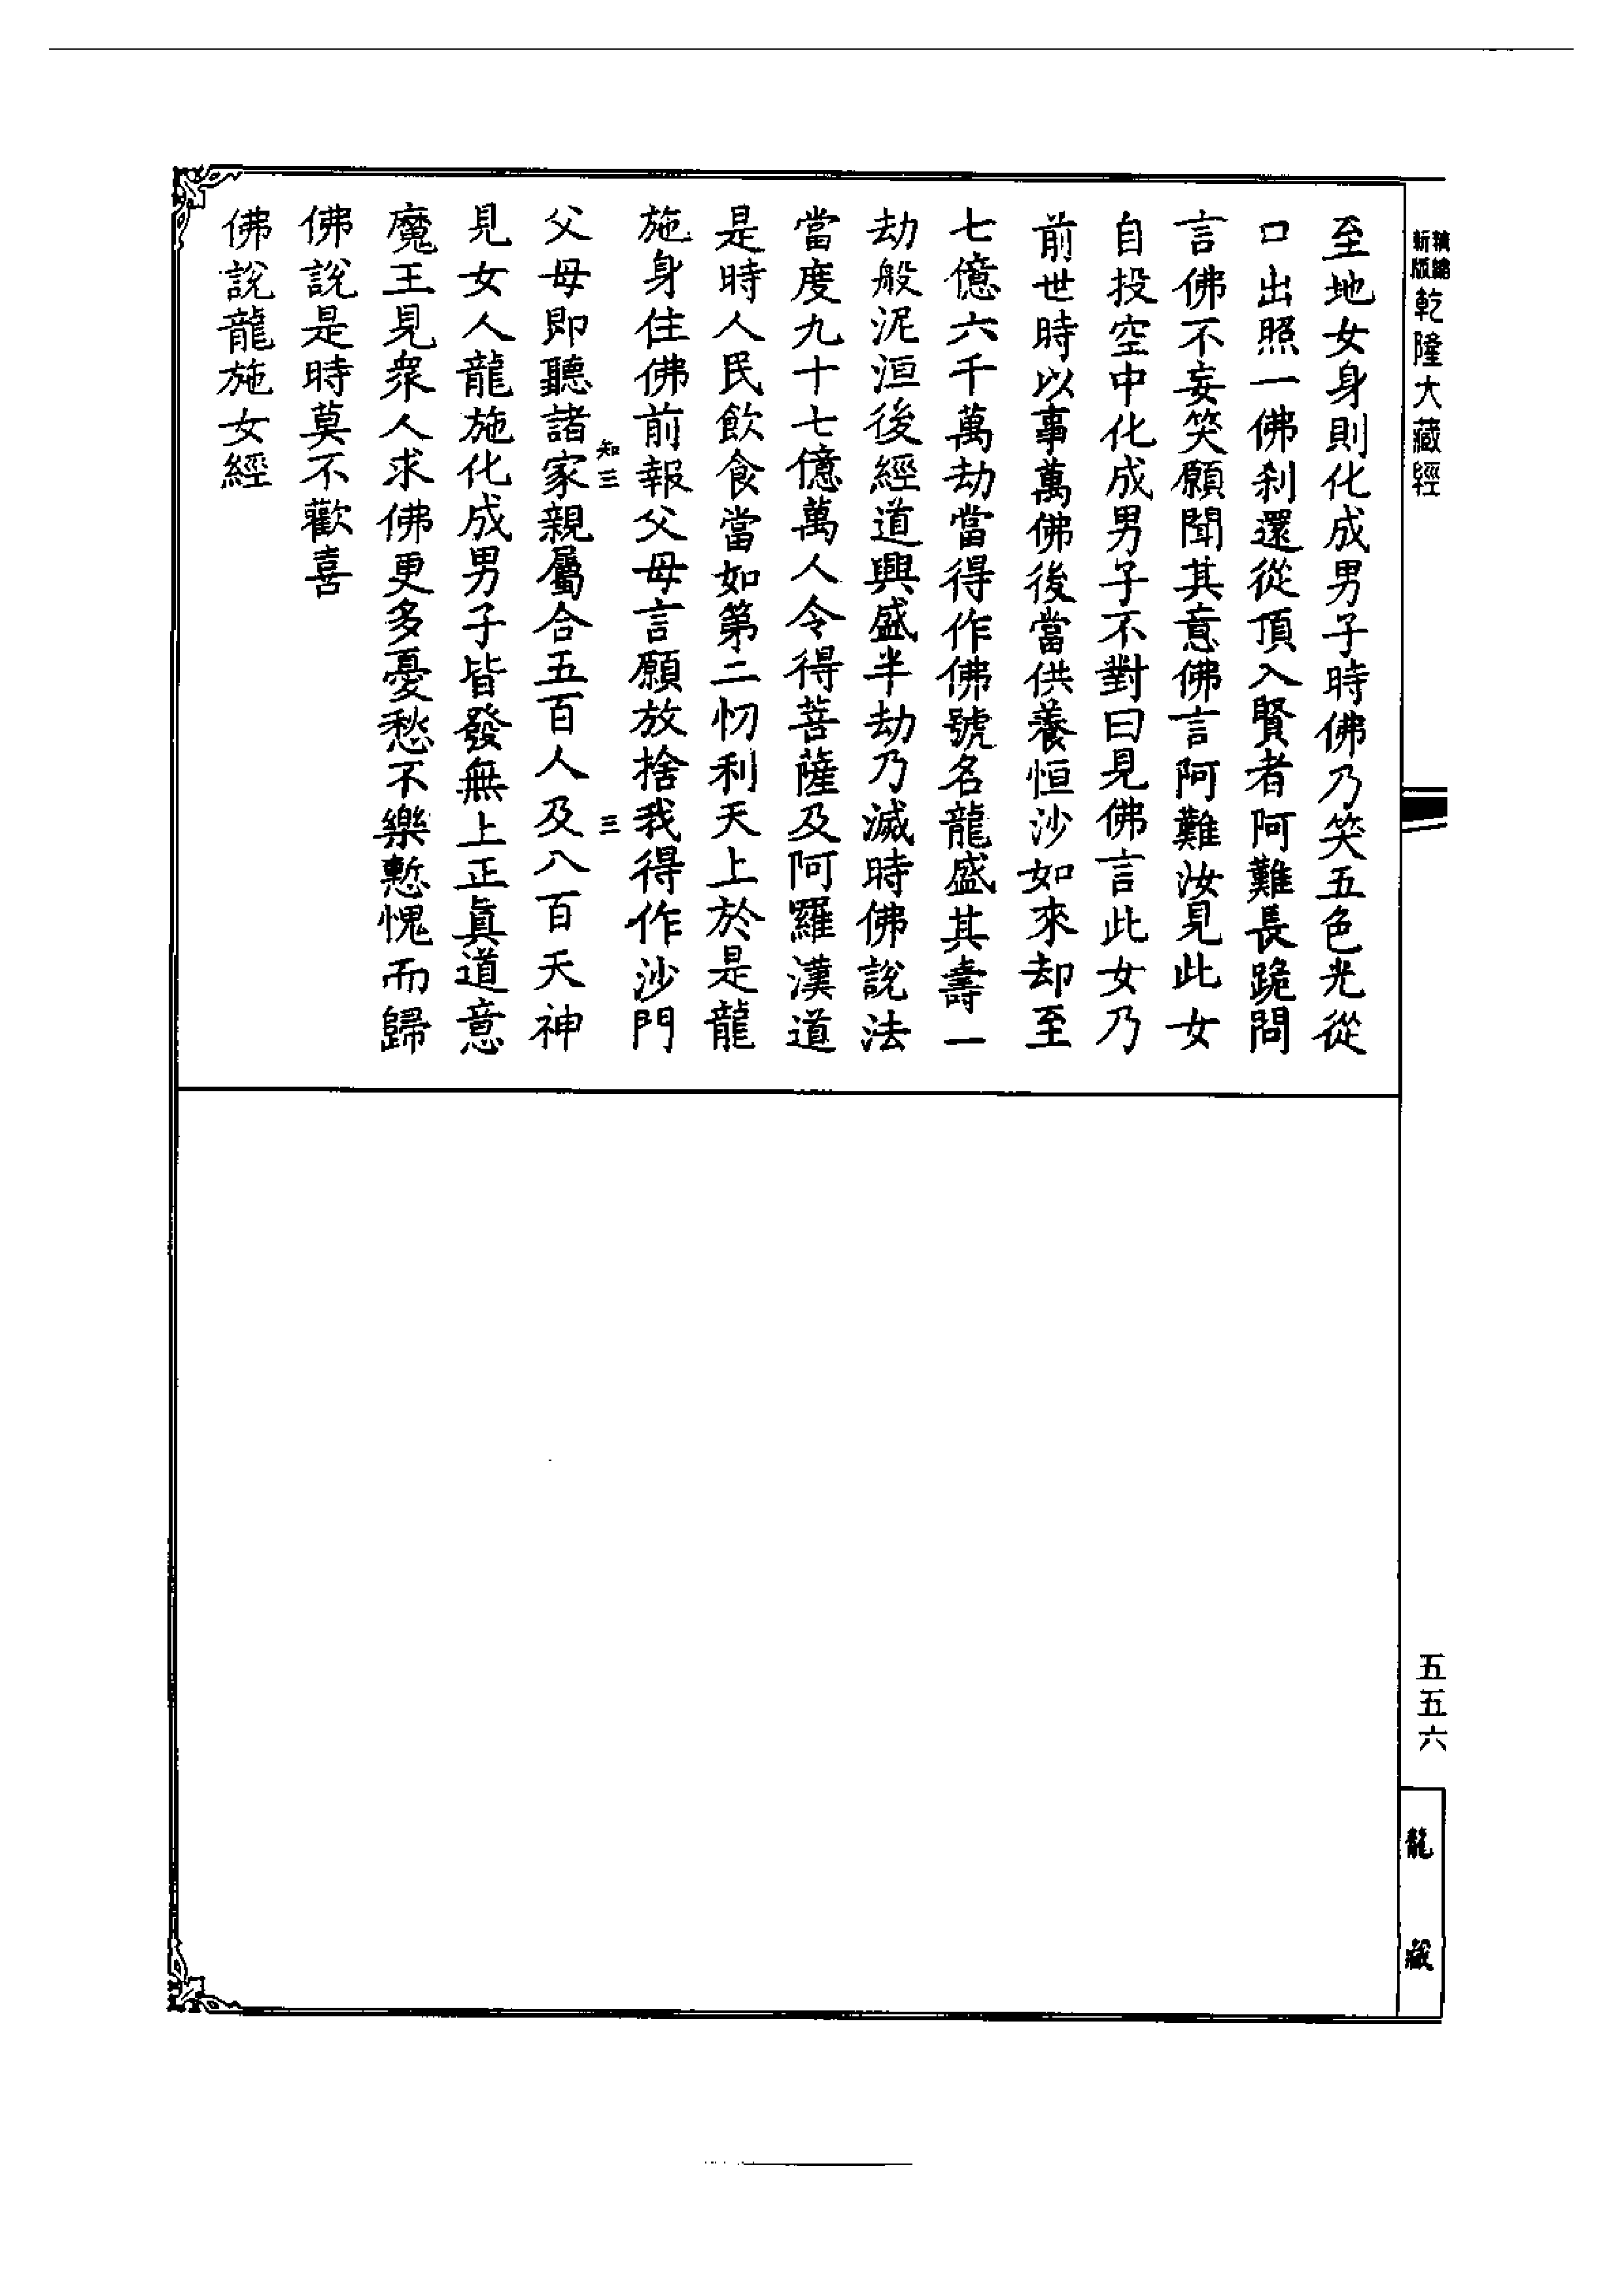 新版
精縮
乾隆大藏經
五五六
龍藏
至地女身則化成男子時佛乃笑五色光從
口出照一佛刹還從頂入賢者阿難長跪問
言佛不妄笑願聞其意佛言阿難汝見此女
自投空中化成男子不對曰見佛言此女乃
前世時以事萬佛後當供養恒沙如來却至
七億六千萬劫當得作佛號名龍盛其壽一
劫般泥洹後經道興盛半劫乃滅時佛說法
當度九十七億萬人令得菩薩及阿羅漢道
是時人民飲食當如第二忉利天上於是龍
施身住佛前報父母言願放捨我得作沙門
知三
三
父母即聽諸家親屬合五百人及八百天神
見女人龍施化成男子皆發無上正眞道意
魔王見衆人求佛更多憂愁不樂慙愧而歸
佛說是時莫不歡喜
佛說龍施女經